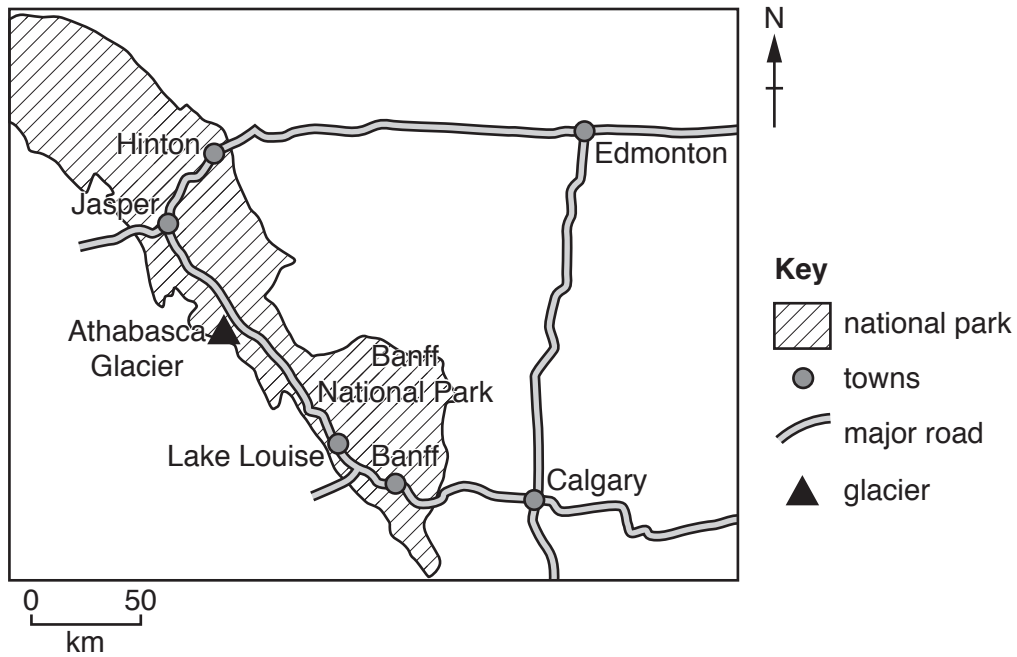 N
Hinton
Edmonton
Jasper
Key
national park
Athabasca
Glacier
Banff
National Park
towns
major road
Lake Louise
Banff
Calgary
glacier
0 50
km